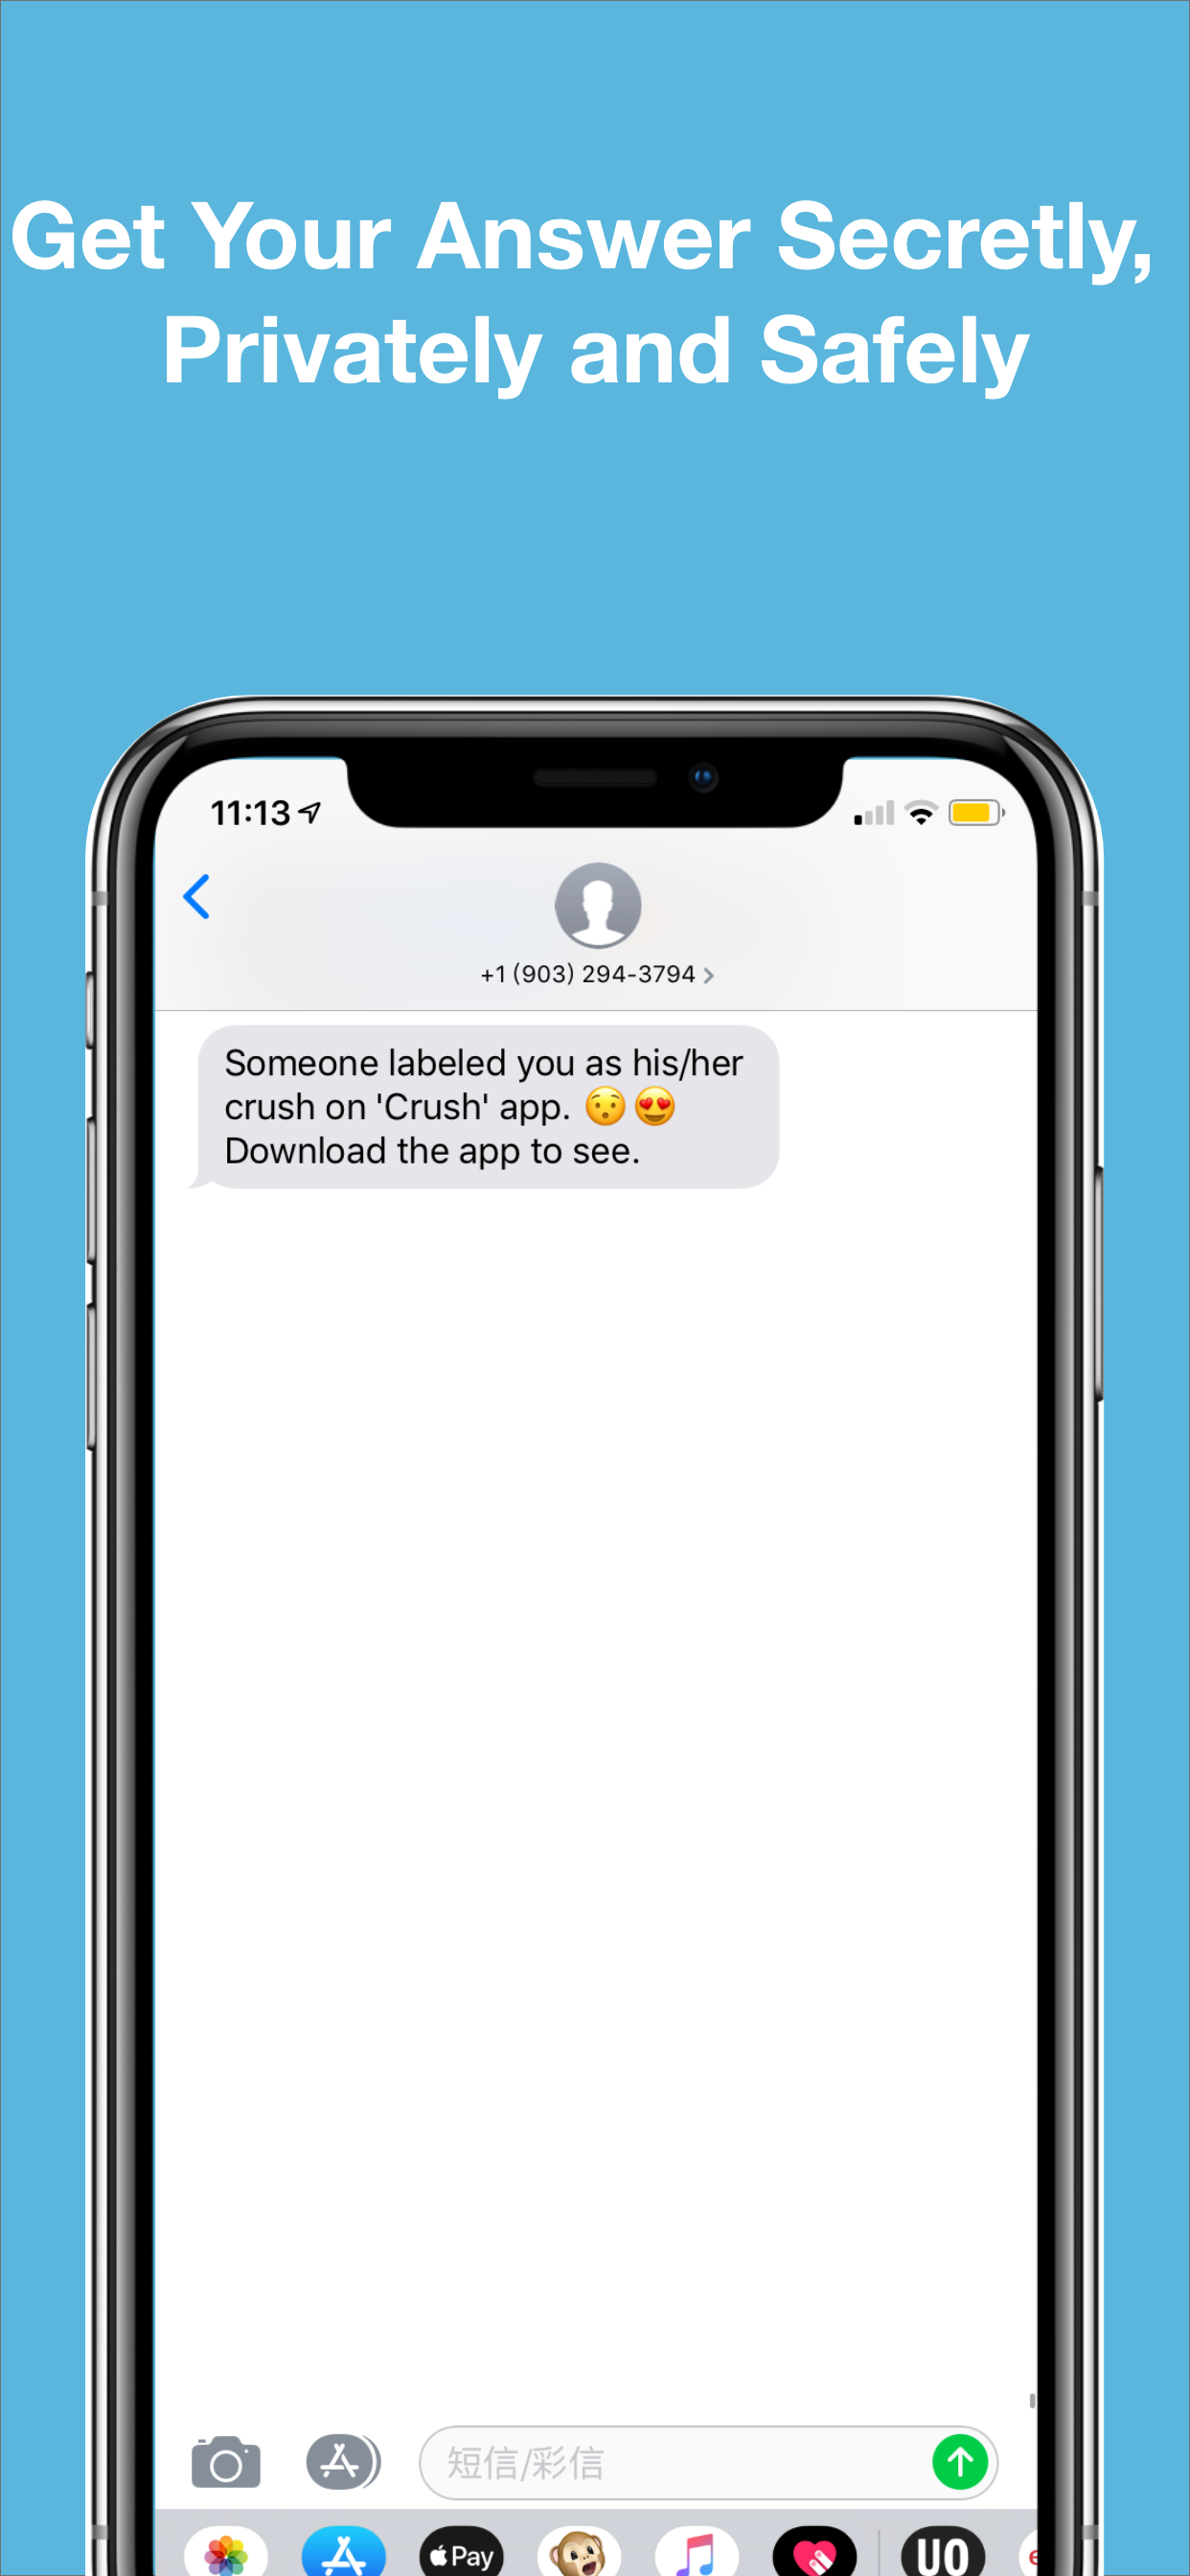 Get Your Answer Secretly,
Privately and Safely
11:13
+1 (903) 294-3794
Someone labeled you as his/her
crush on 'Crush' app. 😯😍
Download the app to see.
短信/彩信
Pay
UO